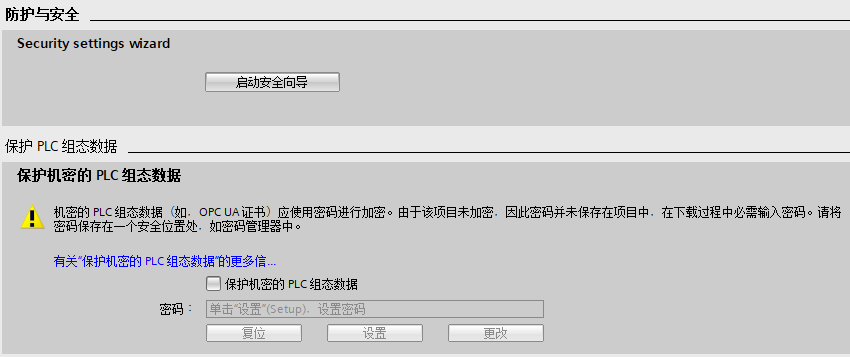 防护与安全
Security settings wizard
启动安全向导
保护 PLC 组态数据
保护机密的 PLC 组态数据
机密的 PLC 组态数据（如，OPC UA 证书）应使用密码进行加密。由于该项目未加密，因此密码并未保存在项目中，在下载过程中必需输入密码。请将
密码保存在一个安全位置处，如密码管理器中。
有关“保护机密的 PLC 组态数据”的更多信...
保护机密的 PLC 组态数据
密码： 单击“设置”(Setup)，设置密码
复位 设置 更改